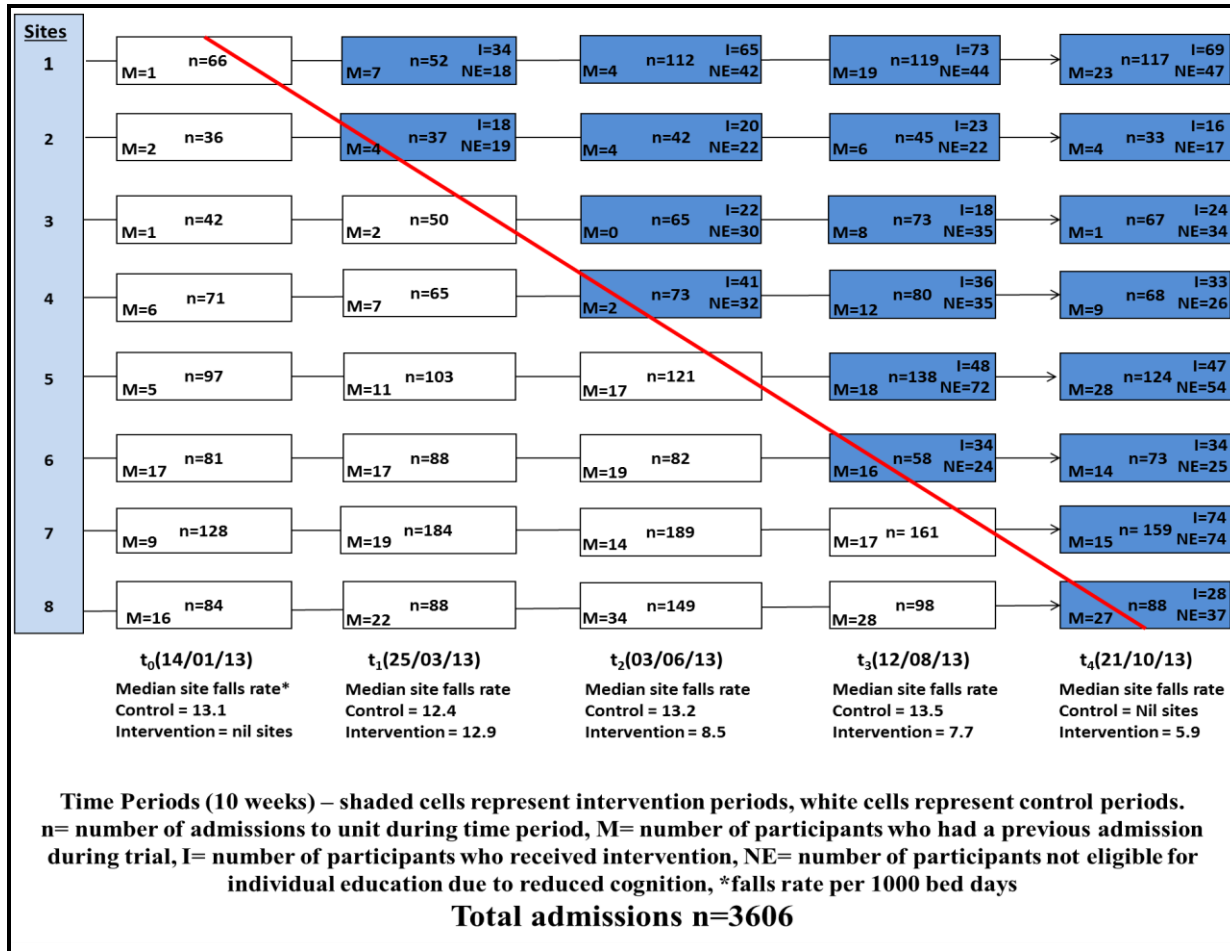 Sites
1
M=1 n=66
M=7 n=52 I=34 NE=18
M=4 n=112 I=65 NE=42
M=19 n=119 I=73 NE=44
M=23 n=117 I=69 NE=47
2
M=2 n=36
M=4 n=37 I=18 NE=19
M=4 n=42 I=20 NE=22
M=6 n=45 I=23 NE=22
M=4 n=33 I=16 NE=17
3
M=1 n=42
M=2 n=50
M=0 n=65 I=22 NE=30
M=8 n=73 I=18 NE=35
M=1 n=67 I=24 NE=34
4
M=6 n=71
M=7 n=65
M=2 n=73 I=41 NE=32
M=12 n=80 I=36 NE=35
M=9 n=68 I=33 NE=26
5
M=5 n=97
M=11 n=103
M=17 n=121
M=18 n=138 I=48 NE=72
M=28 n=124 I=47 NE=54
6
M=17 n=81
M=17 n=88
M=19 n=82
M=16 n=58 I=34 NE=24
M=14 n=73 I=34 NE=25
7
M=9 n=128
M=19 n=184
M=14 n=189
M=17 n= 161
M=15 n= 159 I=74 NE=74
8
M=16 n=84
M=22 n=88
M=34 n=149
M=28 n=98
M=27 n=88 I=28 NE=37
t0(14/01/13)
Median site falls rate*
Control = 13.1
Intervention = nil sites
t1(25/03/13)
Median site falls rate
Control = 12.4
Intervention = 12.9
t2(03/06/13)
Median site falls rate
Control = 13.2
Intervention = 8.5
t3(12/08/13)
Median site falls rate
Control = 13.5
Intervention = 7.7
t4(21/10/13)
Median site falls rate
Control = Nil sites
Intervention = 5.9
Time Periods (10 weeks) – shaded cells represent intervention periods, white cells represent control periods.
n= number of admissions to unit during time period, M= number of participants who had a previous admission
during trial, I= number of participants who received intervention, NE= number of participants not eligible for
individual education due to reduced cognition, *falls rate per 1000 bed days
Total admissions n=3606